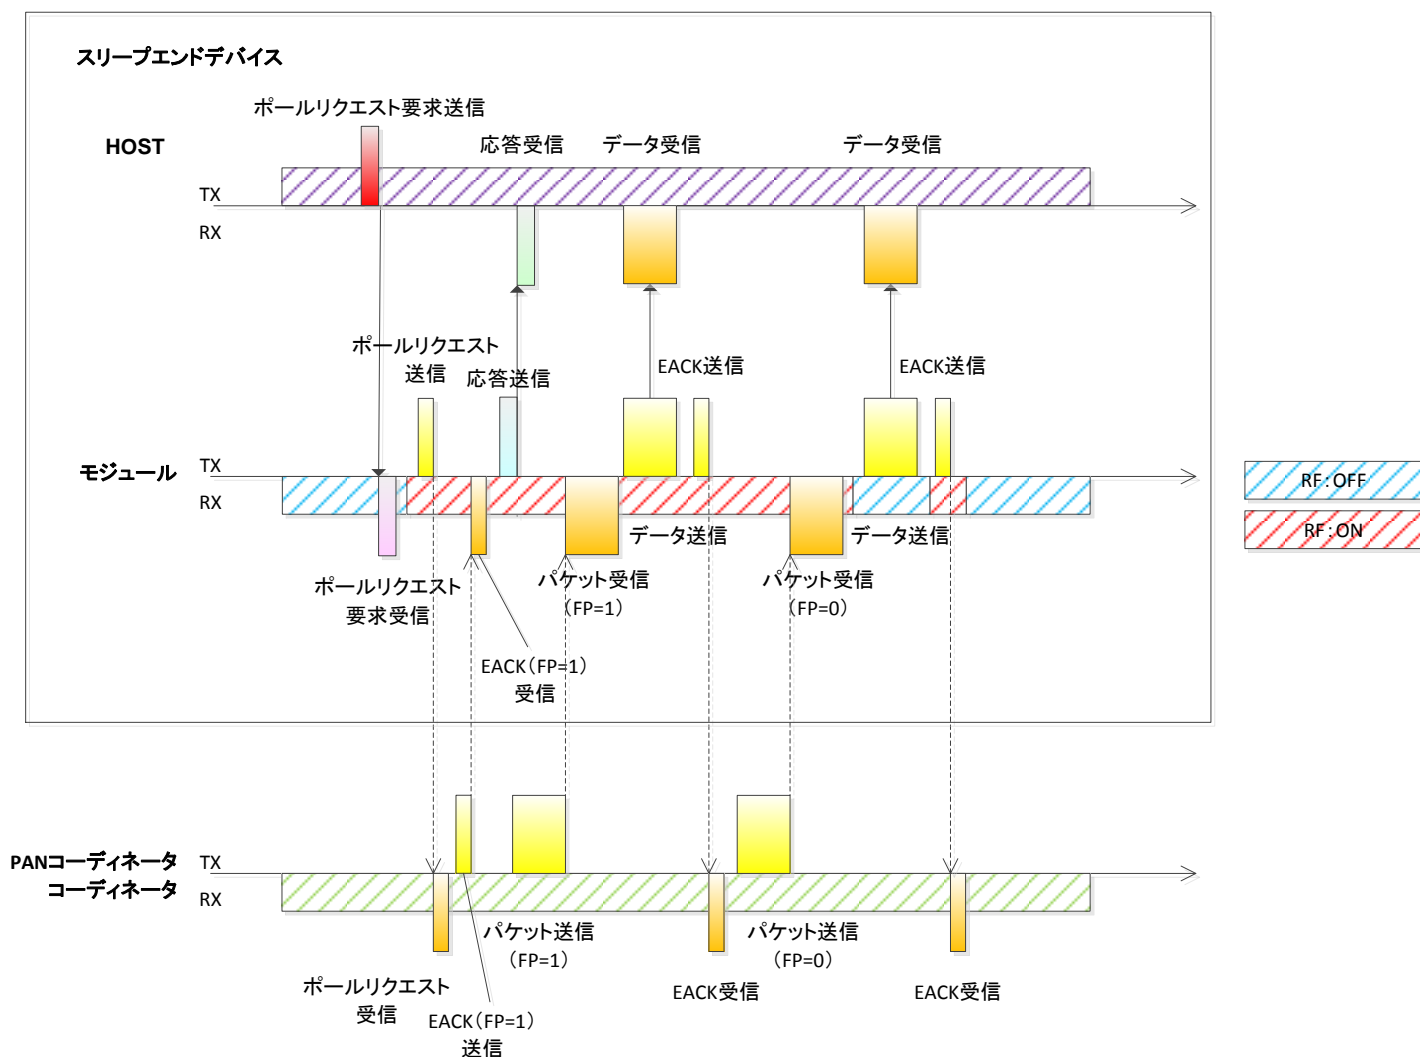 スリープエンドデバイス
ポールリクエスト要求送信
HOST
応答受信
データ受信
データ受信
TX
RX
ポールリクエスト
送信
応答送信
EACK送信
EACK送信
モジュール
TX
RX
RF:OFF
RF:ON
データ送信
データ送信
ポールリクエスト
要求受信
パケット受信
(FP=1)
パケット受信
(FP=0)
EACK(FP=1)
受信
PANコーディネータ
コーディネータ
TX
RX
パケット送信
(FP=1)
パケット送信
(FP=0)
ポールリクエスト
受信
EACK受信
EACK受信
EACK(FP=1)
送信